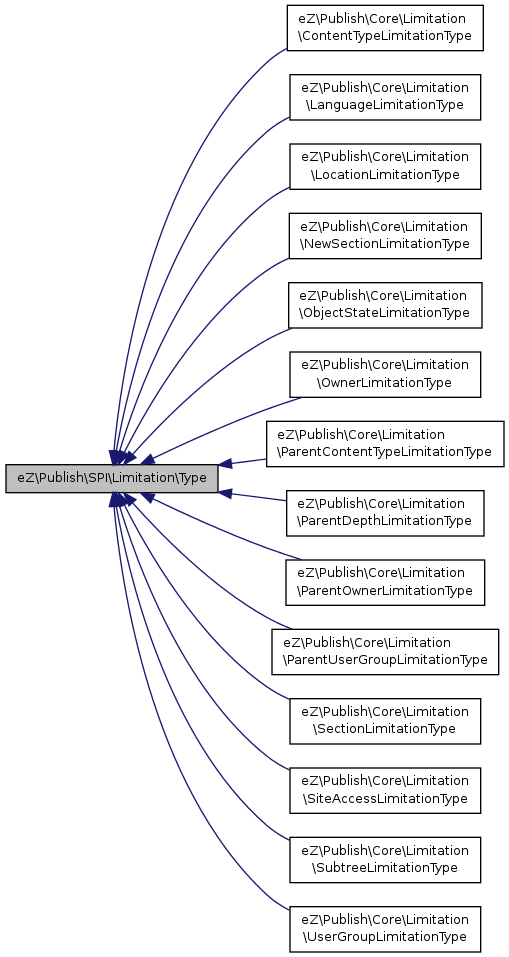 eZ\Publish\Core\Limitation
\ContentTypeLimitationType
eZ\Publish\Core\Limitation
\LanguageLimitationType
eZ\Publish\Core\Limitation
\LocationLimitationType
eZ\Publish\Core\Limitation
\NewSectionLimitationType
eZ\Publish\Core\Limitation
\ObjectStateLimitationType
eZ\Publish\Core\Limitation
\OwnerLimitationType
eZ\Publish\Core\Limitation
\ParentContentTypeLimitationType
eZ\Publish\SPI\Limitation\Type
eZ\Publish\Core\Limitation
\ParentDepthLimitationType
eZ\Publish\Core\Limitation
\ParentOwnerLimitationType
eZ\Publish\Core\Limitation
\ParentUserGroupLimitationType
eZ\Publish\Core\Limitation
\SectionLimitationType
eZ\Publish\Core\Limitation
\SiteAccessLimitationType
eZ\Publish\Core\Limitation
\SubtreeLimitationType
eZ\Publish\Core\Limitation
\UserGroupLimitationType